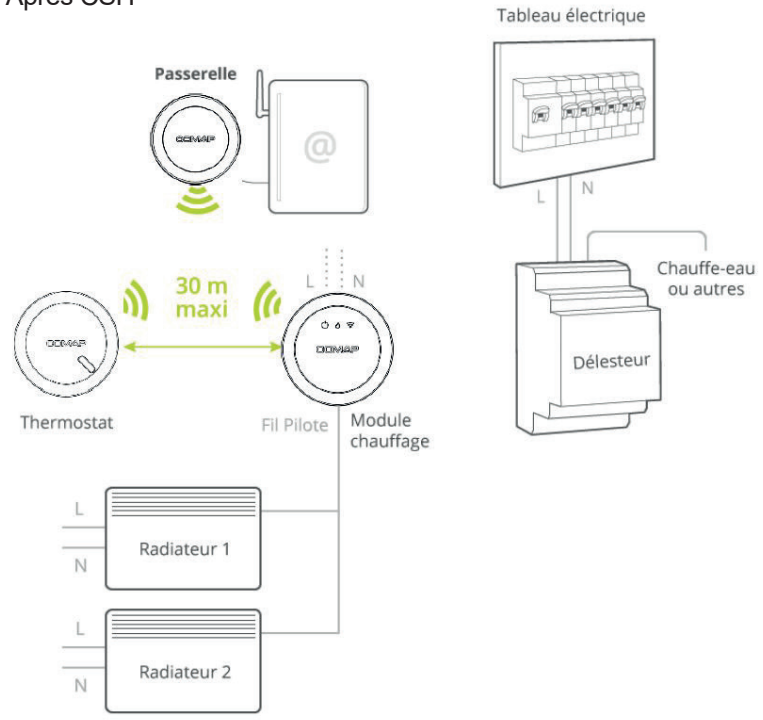 Tableau électrique
Passerelle
COMAP
@
L
N
Chauffe-eau
ou autres
30 m
maxi
L
N
COMAP
COMAP
Délesteur
Thermostat
Fil Pilote
Module
chauffage
L
Radiateur 1
N
L
Radiateur 2
N